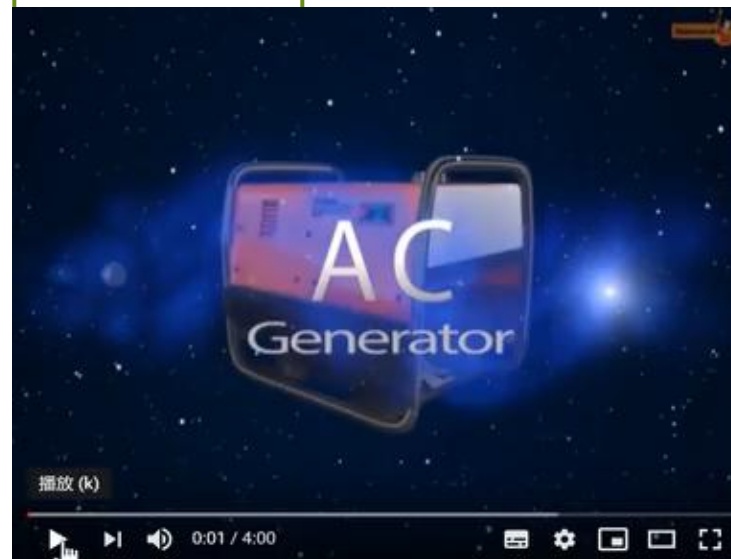 AC
Generator
播放 (k)
0:01 / 4:00